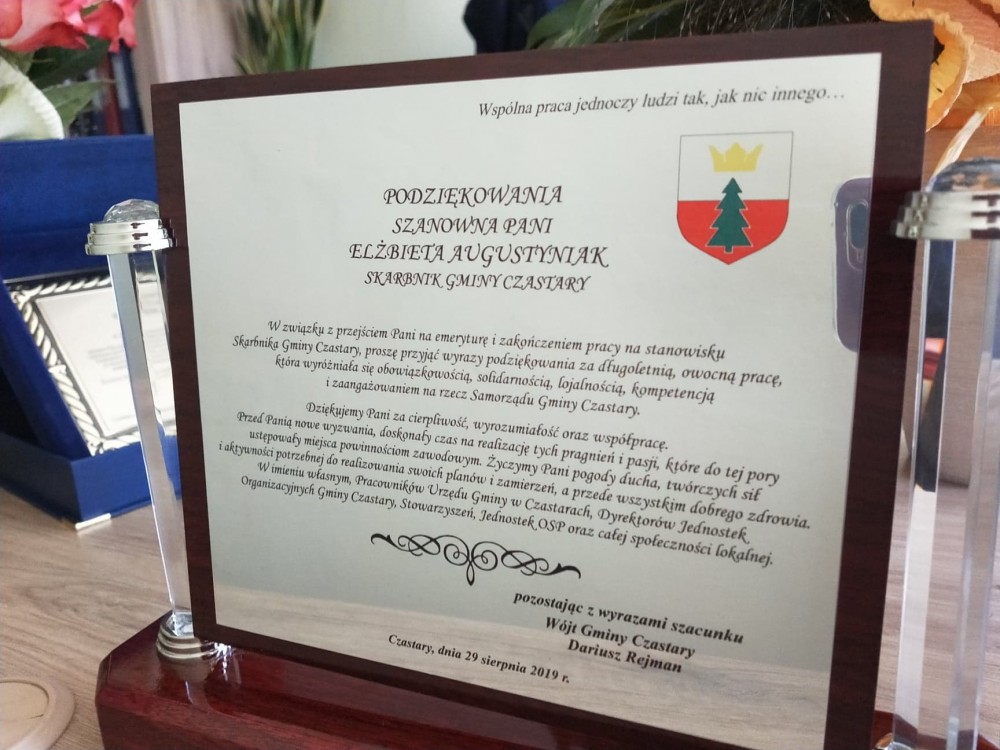 Wspólna praca jednoczy ludzi tak, jak nic innego…
PODZIĘKOWANIA
SZANOWNA PANI
ELŻBIETA AUGUSTYNIAK
SKARBNIK GMINY CZASTARY
W związku z przejściem Pani na emeryturę i zakończeniem pracy na stanowisku
Skarbnika Gminy Czastary, proszę przyjąć wyrazy podziękowania za długoletnią, owocną pracę,
która wyróżniała się obowiązkowością, solidarnością, lojalnością, kompetencją
i zaangażowaniem na rzecz Samorządu Gminy Czastary.
Dziękujemy Pani za cierpliwość, wyrozumiałość oraz współpracę.
Przed Panią nowe wyzwania, doskonały czas na realizację tych pragnień i pasji, które do tej pory
ustępowały miejsca powinnościom zawodowym. Życzymy Pani pogody ducha, twórczych sił
i aktywności potrzebnej do realizowania swoich planów i zamierzeń, a przede wszystkim dobrego zdrowia.
W imieniu własnym, Pracowników Urzędu Gminy w Czastarach, Dyrektorów Jednostek
Organizacyjnych Gminy Czastary, Stowarzyszeń, Jednostek OSP oraz całej społeczności lokalnej.
pozostając z wyrazami szacunku
Wójt Gminy Czastary
Dariusz Rejman
Czastary, dnia 29 sierpnia 2019 r.